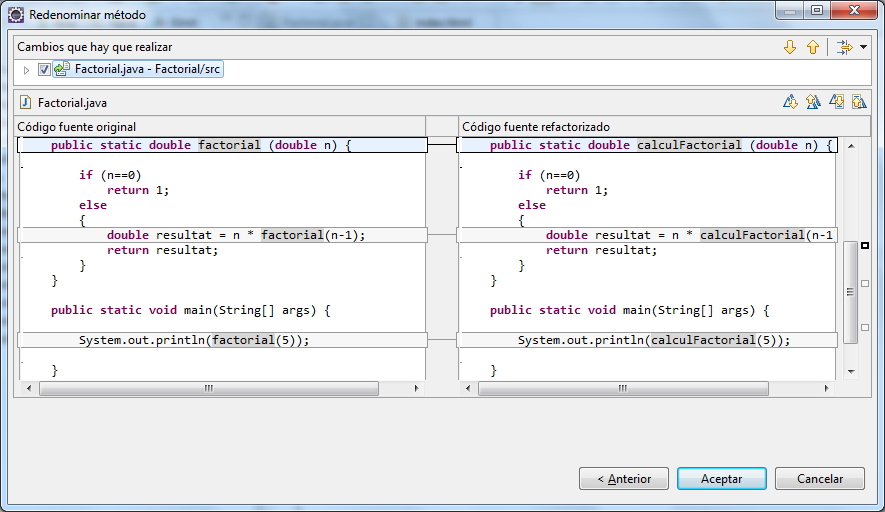 Redenominar método
Cambios que hay que realizar
Factorial.java - Factorial/src
Factorial.java
Código fuente original
public static double factorial (double n) {
if (n==0)
return 1;
else
{
double resultat = n * factorial(n-1);
return resultat;
}
}
public static void main(String[] args) {
System.out.println(factorial(5));
}
Código fuente refactorizado
public static double calculFactorial (double n) {
if (n==0)
return 1;
else
{
double resultat = n * calculFactorial(n-1
return resultat;
}
}
public static void main(String[] args) {
System.out.println(calculFactorial(5));
}
< Anterior
Aceptar
Cancelar